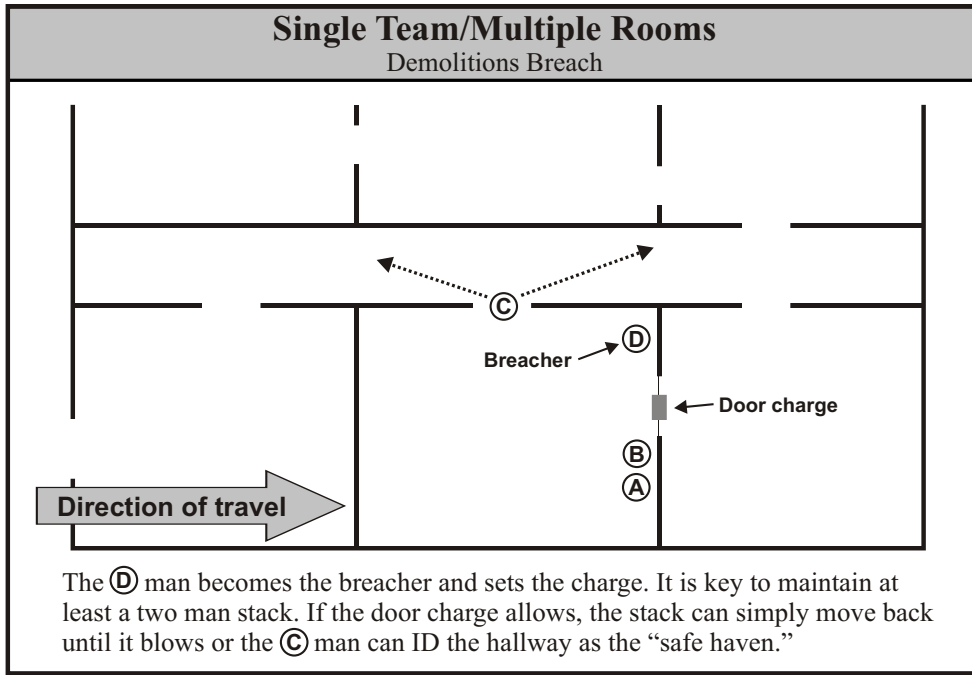 Single Team/Multiple Rooms
Demolitions Breach
C
D
Breacher
Door charge
B
A
Direction of travel
The D man becomes the breacher and sets the charge. It is key to maintain at
least a two man stack. If the door charge allows, the stack can simply move back
until it blows or the C man can ID the hallway as the “safe haven.”